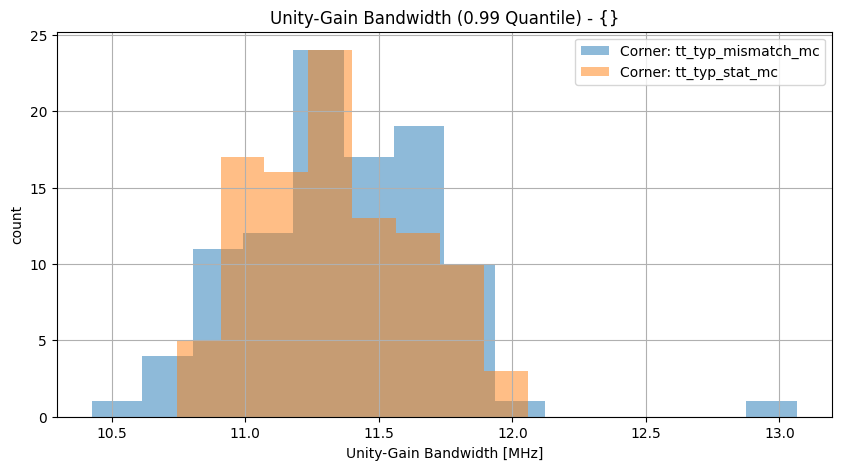 Unity-Gain Bandwidth (0.99 Quantile) - {}
Corner: tt_typ_mismatch_mc
Corner: tt_typ_stat_mc
25
20
15
10
5
0
count
10.5 11.0 11.5 12.0 12.5 13.0
Unity-Gain Bandwidth [MHz]